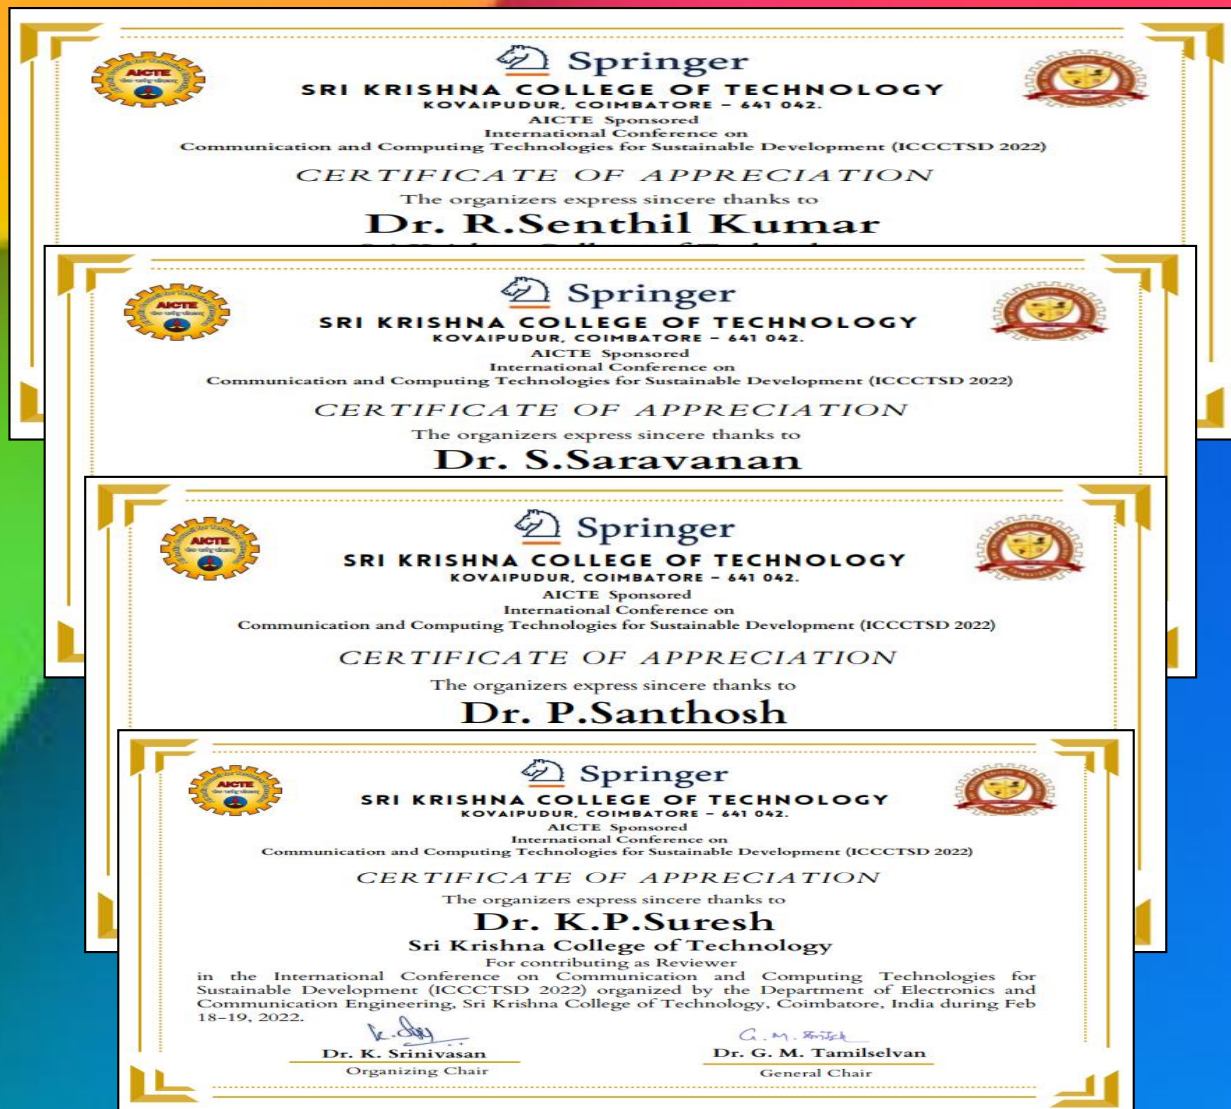 AICTE
Springer
SRI KRISHNA COLLEGE OF TECHNOLOGY
KOVAIPUDUR, COIMBATORE – 641 042.
AICTE Sponsored
International Conference on
Communication and Computing Technologies for Sustainable Development (ICCCTSD 2022)
CERTIFICATE OF APPRECIATION
The organizers express sincere thanks to
Dr. R.Senthil Kumar
AICTE
Springer
SRI KRISHNA COLLEGE OF TECHNOLOGY
KOVAIPUDUR, COIMBATORE – 641 042.
AICTE Sponsored
International Conference on
Communication and Computing Technologies for Sustainable Development (ICCCTSD 2022)
CERTIFICATE OF APPRECIATION
The organizers express sincere thanks to
Dr. S.Saravanan
AICTE
Springer
SRI KRISHNA COLLEGE OF TECHNOLOGY
KOVAIPUDUR, COIMBATORE – 641 042.
AICTE Sponsored
International Conference on
Communication and Computing Technologies for Sustainable Development (ICCCTSD 2022)
CERTIFICATE OF APPRECIATION
The organizers express sincere thanks to
Dr. P.Santhosh
AICTE
Springer
SRI KRISHNA COLLEGE OF TECHNOLOGY
KOVAIPUDUR, COIMBATORE – 641 042.
AICTE Sponsored
International Conference on
Communication and Computing Technologies for Sustainable Development (ICCCTSD 2022)
CERTIFICATE OF APPRECIATION
The organizers express sincere thanks to
Dr. K.P.Suresh
Sri Krishna College of Technology
For contributing as Reviewer
in the International Conference on Communication and Computing Technologies for
Sustainable Development (ICCCTSD 2022) organized by the Department of Electronics and
Communication Engineering, Sri Krishna College of Technology, Coimbatore, India during Feb
18-19, 2022.
Dr. K. Srinivasan
Organizing Chair
G. M.
Dr. G. M. Tamilselvan
General Chair